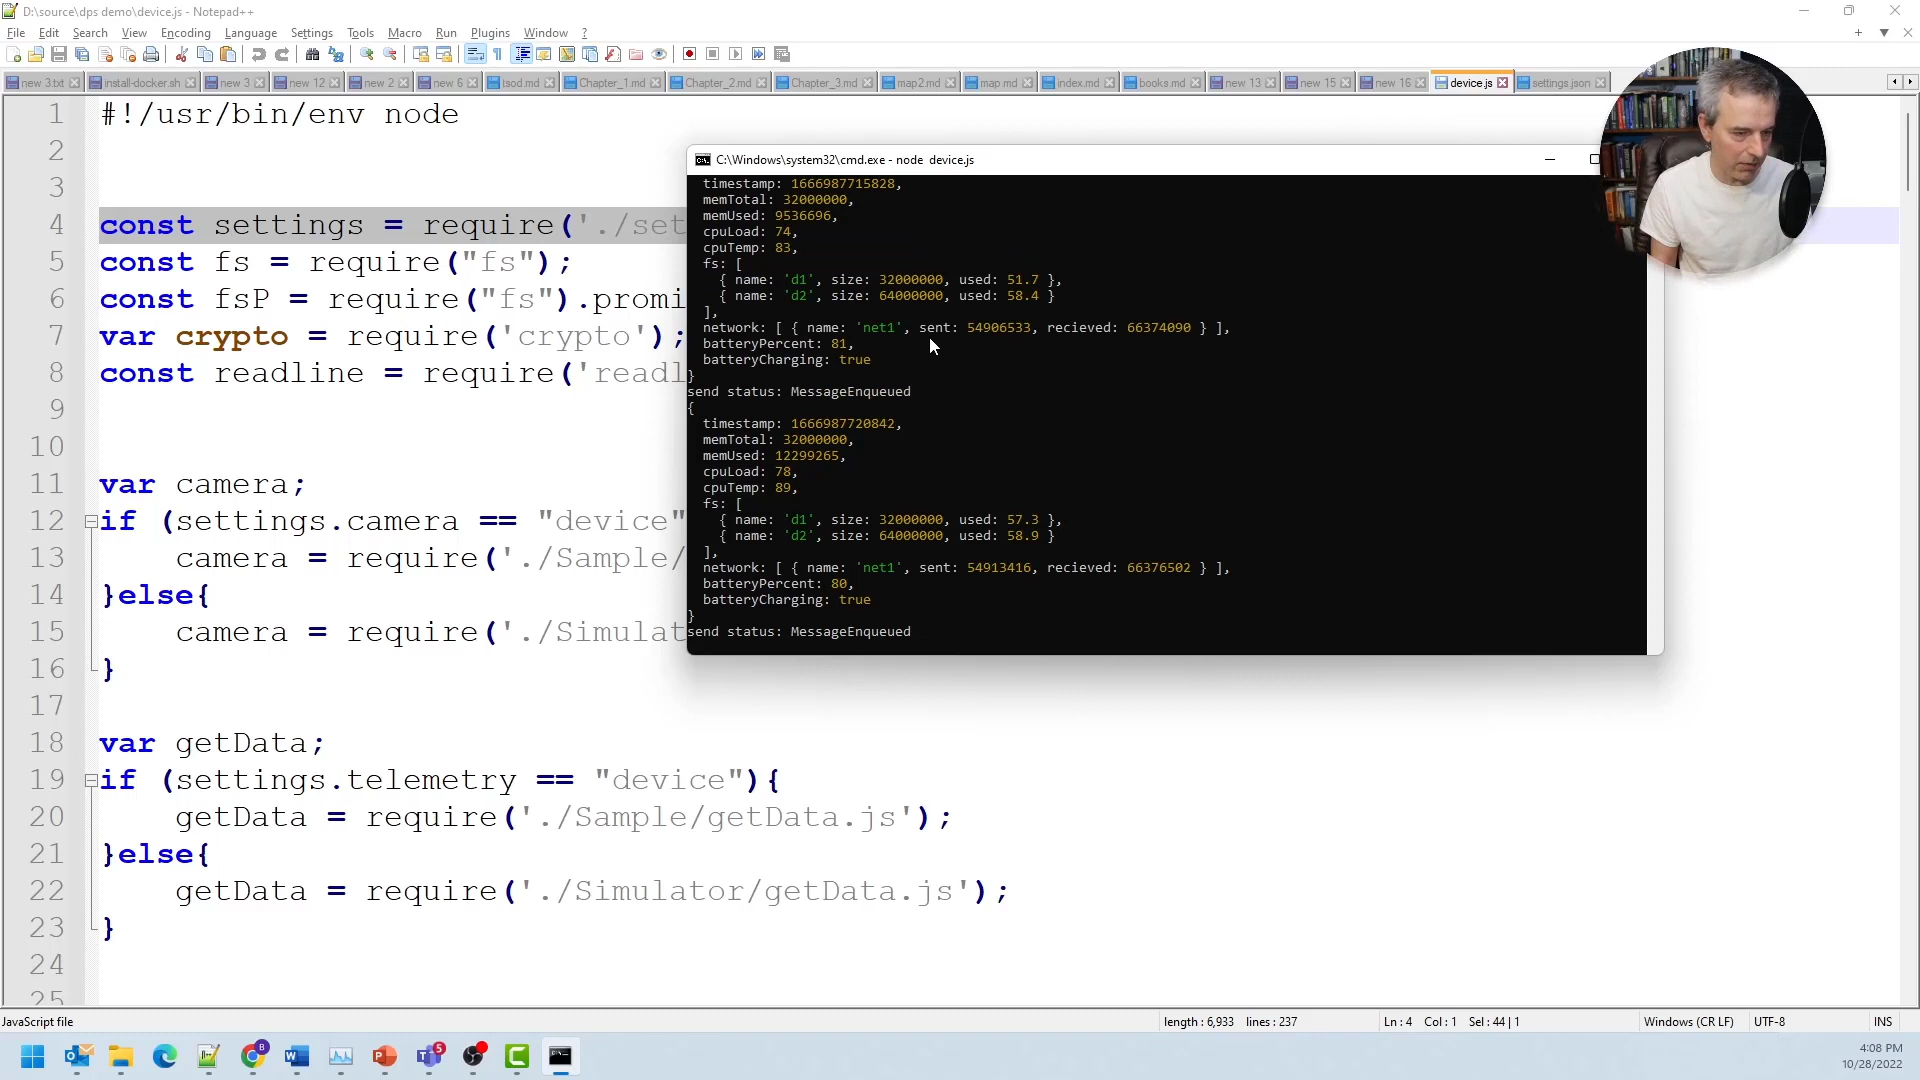 D:\source\dps demo\device.js - Notepad++
File Edit Search View Encoding Language Settings Tools Macro Run Plugins Window ?
new 3.txt install-docker.sh new 3 new 12 new 2 new 6 tsod.md Chapter_1.md Chapter_2.md Chapter_3.md map2.md map.md index.md books.md new 13 new 15 new 16 device.js settings.json
1 #!/usr/bin/env node
2
3
4 const settings = require('./set
5 const fs = require("fs");
6 const fsP = require("fs").promi
7 var crypto = require('crypto');
8 const readline = require('readl
9
10
11 var camera;
12 if (settings.camera == "device"
13 camera = require('./Sample/
14 }else{
15 camera = require('./Simulat
16 }
17
18 var getData;
19 if (settings.telemetry == "device"){
20 getData = require('./Sample/getData.js');
21 }else{
22 getData = require('./Simulator/getData.js');
23 }
24
25
C:\Windows\system32\cmd.exe - node device.js
timestamp: 1666987715828,
memTotal: 32000000,
memUsed: 9536696,
cpuLoad: 74,
cpuTemp: 83,
fs: [
{ name: 'd1', size: 32000000, used: 51.7 },
{ name: 'd2', size: 64000000, used: 58.4 }
],
network: [ { name: 'net1', sent: 54906533, recieved: 66374090 } ],
batteryPercent: 81,
batteryCharging: true
}
send status: MessageEnqueued
{
timestamp: 1666987720842,
memTotal: 32000000,
memUsed: 12299265,
cpuLoad: 78,
cpuTemp: 89,
fs: [
{ name: 'd1', size: 32000000, used: 57.3 },
{ name: 'd2', size: 64000000, used: 58.9 }
],
network: [ { name: 'net1', sent: 54913416, recieved: 66376502 } ],
batteryPercent: 80,
batteryCharging: true
}
send status: MessageEnqueued
JavaScript file length : 6,933 lines : 237 Ln : 4 Col : 1 Sel : 44 | 1 Windows (CR LF) UTF-8 INS
4:08 PM
10/28/2022